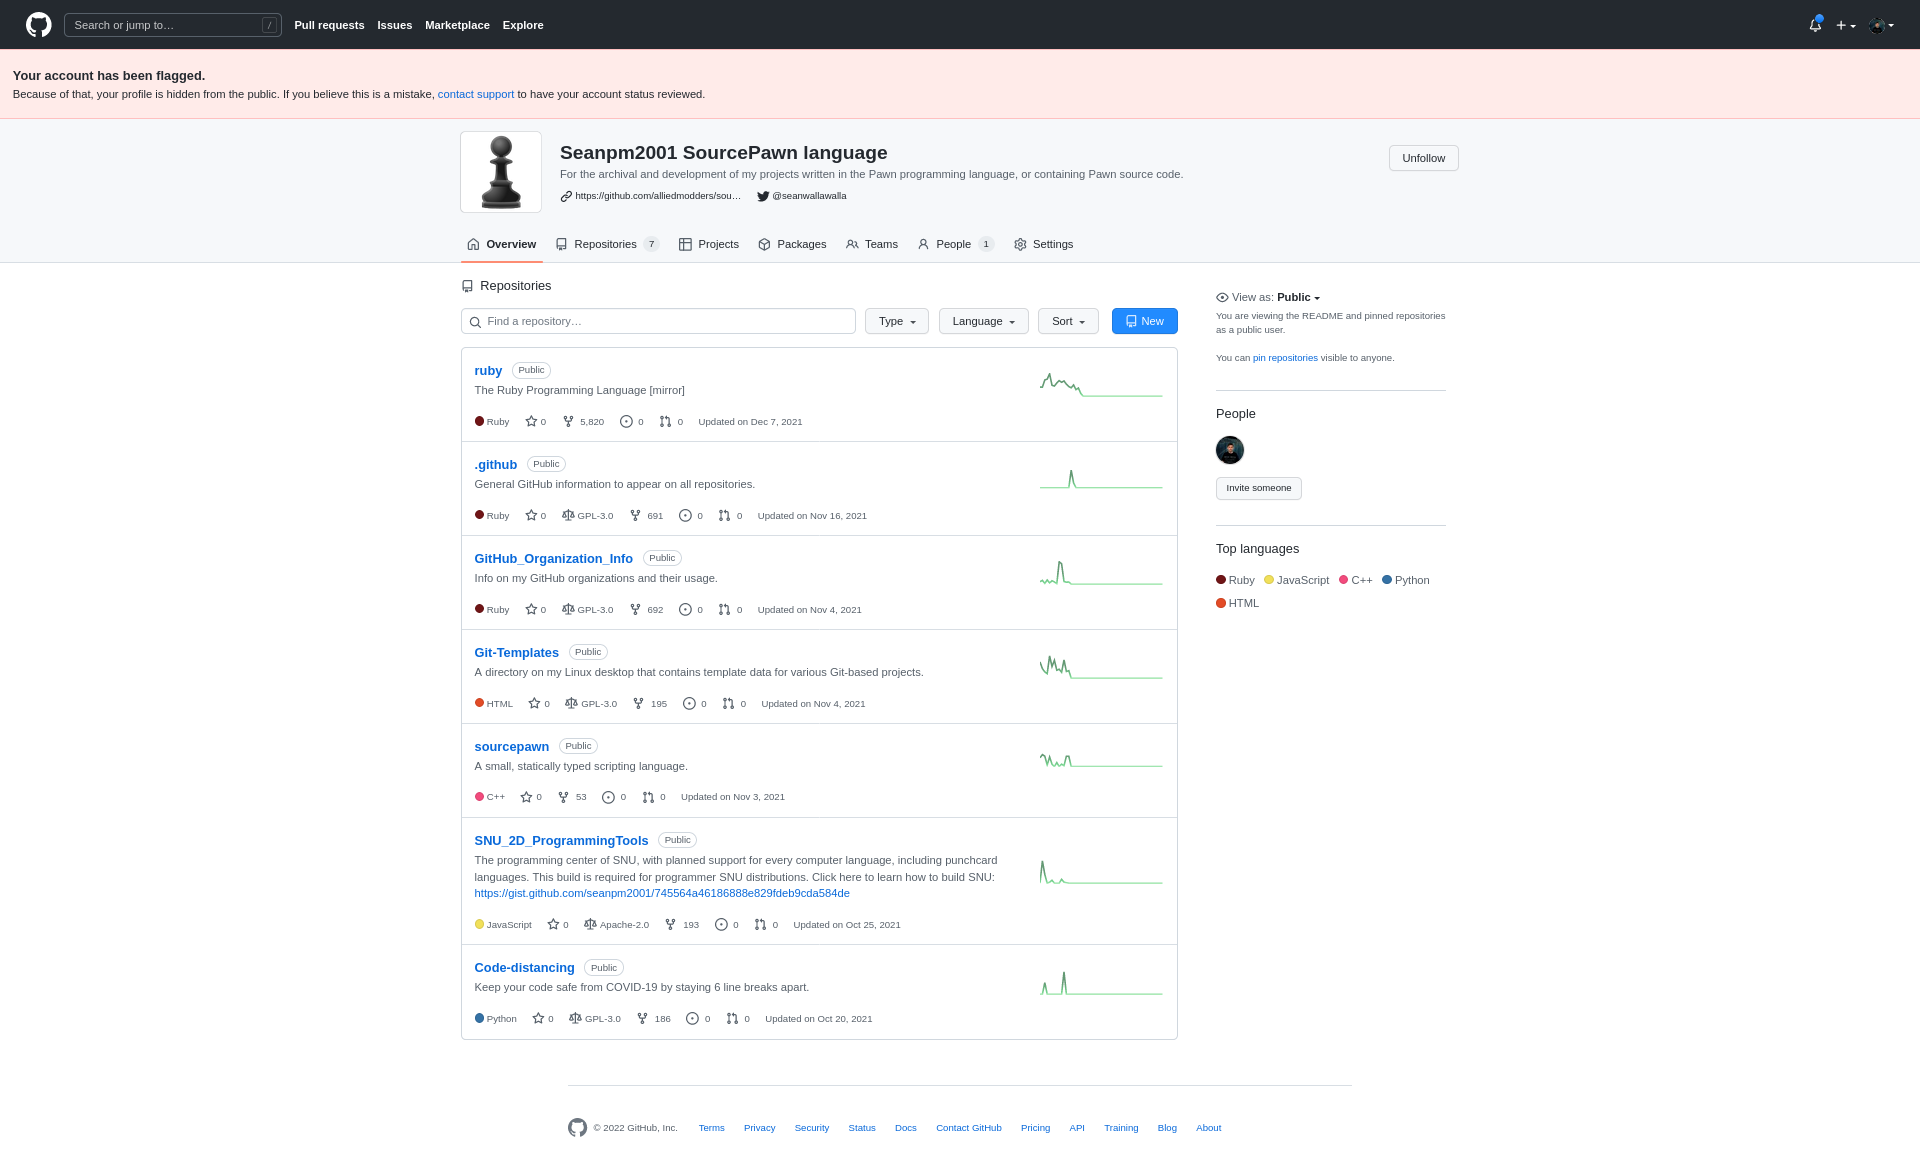 Search or jump to… /
Pull requests Issues Marketplace Explore
Your account has been flagged.
Because of that, your profile is hidden from the public. If you believe this is a mistake, contact support to have your account status reviewed.
Seanpm2001 SourcePawn language
For the archival and development of my projects written in the Pawn programming language, or containing Pawn source code.
https://github.com/alliedmodders/sou… @seanwallawalla
Unfollow
Overview Repositories 7 Projects Packages Teams People 1 Settings
Repositories
Find a repository… Type Language Sort New
ruby Public
The Ruby Programming Language [mirror]
Ruby 0 5,820 0 0 Updated on Dec 7, 2021
.github Public
General GitHub information to appear on all repositories.
Ruby 0 GPL-3.0 691 0 0 Updated on Nov 16, 2021
GitHub_Organization_Info Public
Info on my GitHub organizations and their usage.
Ruby 0 GPL-3.0 692 0 0 Updated on Nov 4, 2021
Git-Templates Public
A directory on my Linux desktop that contains template data for various Git-based projects.
HTML 0 GPL-3.0 195 0 0 Updated on Nov 4, 2021
sourcepawn Public
A small, statically typed scripting language.
C++ 0 53 0 0 Updated on Nov 3, 2021
SNU_2D_ProgrammingTools Public
The programming center of SNU, with planned support for every computer language, including punchcard
languages. This build is required for programmer SNU distributions. Click here to learn how to build SNU:
https://gist.github.com/seanpm2001/745564a46186888e829fdeb9cda584de
JavaScript 0 Apache-2.0 193 0 0 Updated on Oct 25, 2021
Code-distancing Public
Keep your code safe from COVID-19 by staying 6 line breaks apart.
Python 0 GPL-3.0 186 0 0 Updated on Oct 20, 2021
View as: Public
You are viewing the README and pinned repositories
as a public user.
You can pin repositories visible to anyone.
People
Invite someone
Top languages
Ruby JavaScript C++ Python
HTML
© 2022 GitHub, Inc. Terms Privacy Security Status Docs Contact GitHub Pricing API Training Blog About